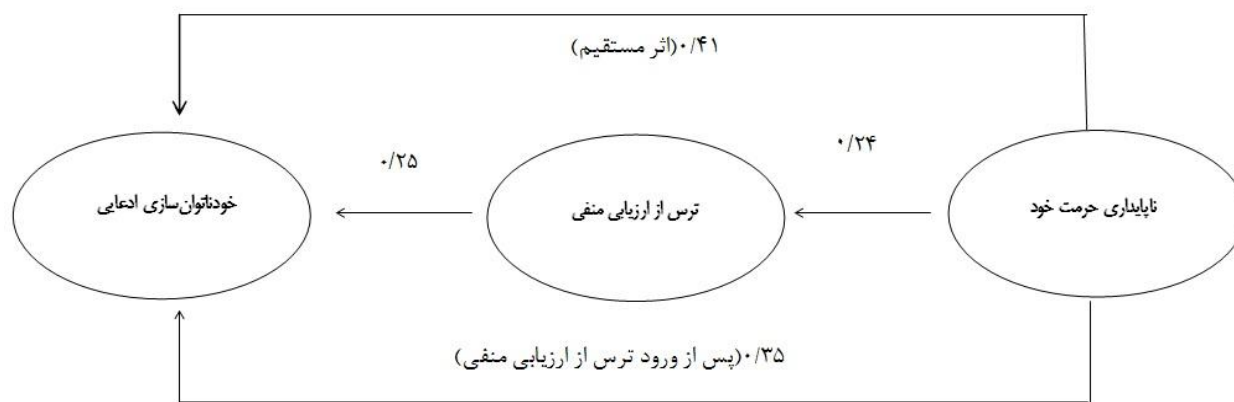 ۰/۴۱(اثر مستقیم)
۰/۲۴
۰/۲۵
ناپایداری حرمت خود
ترس از ارزیابی منفی
خودناتوان‌سازی ادعایی
۰/۳۵(پس از ورود ترس از ارزیابی منفی)